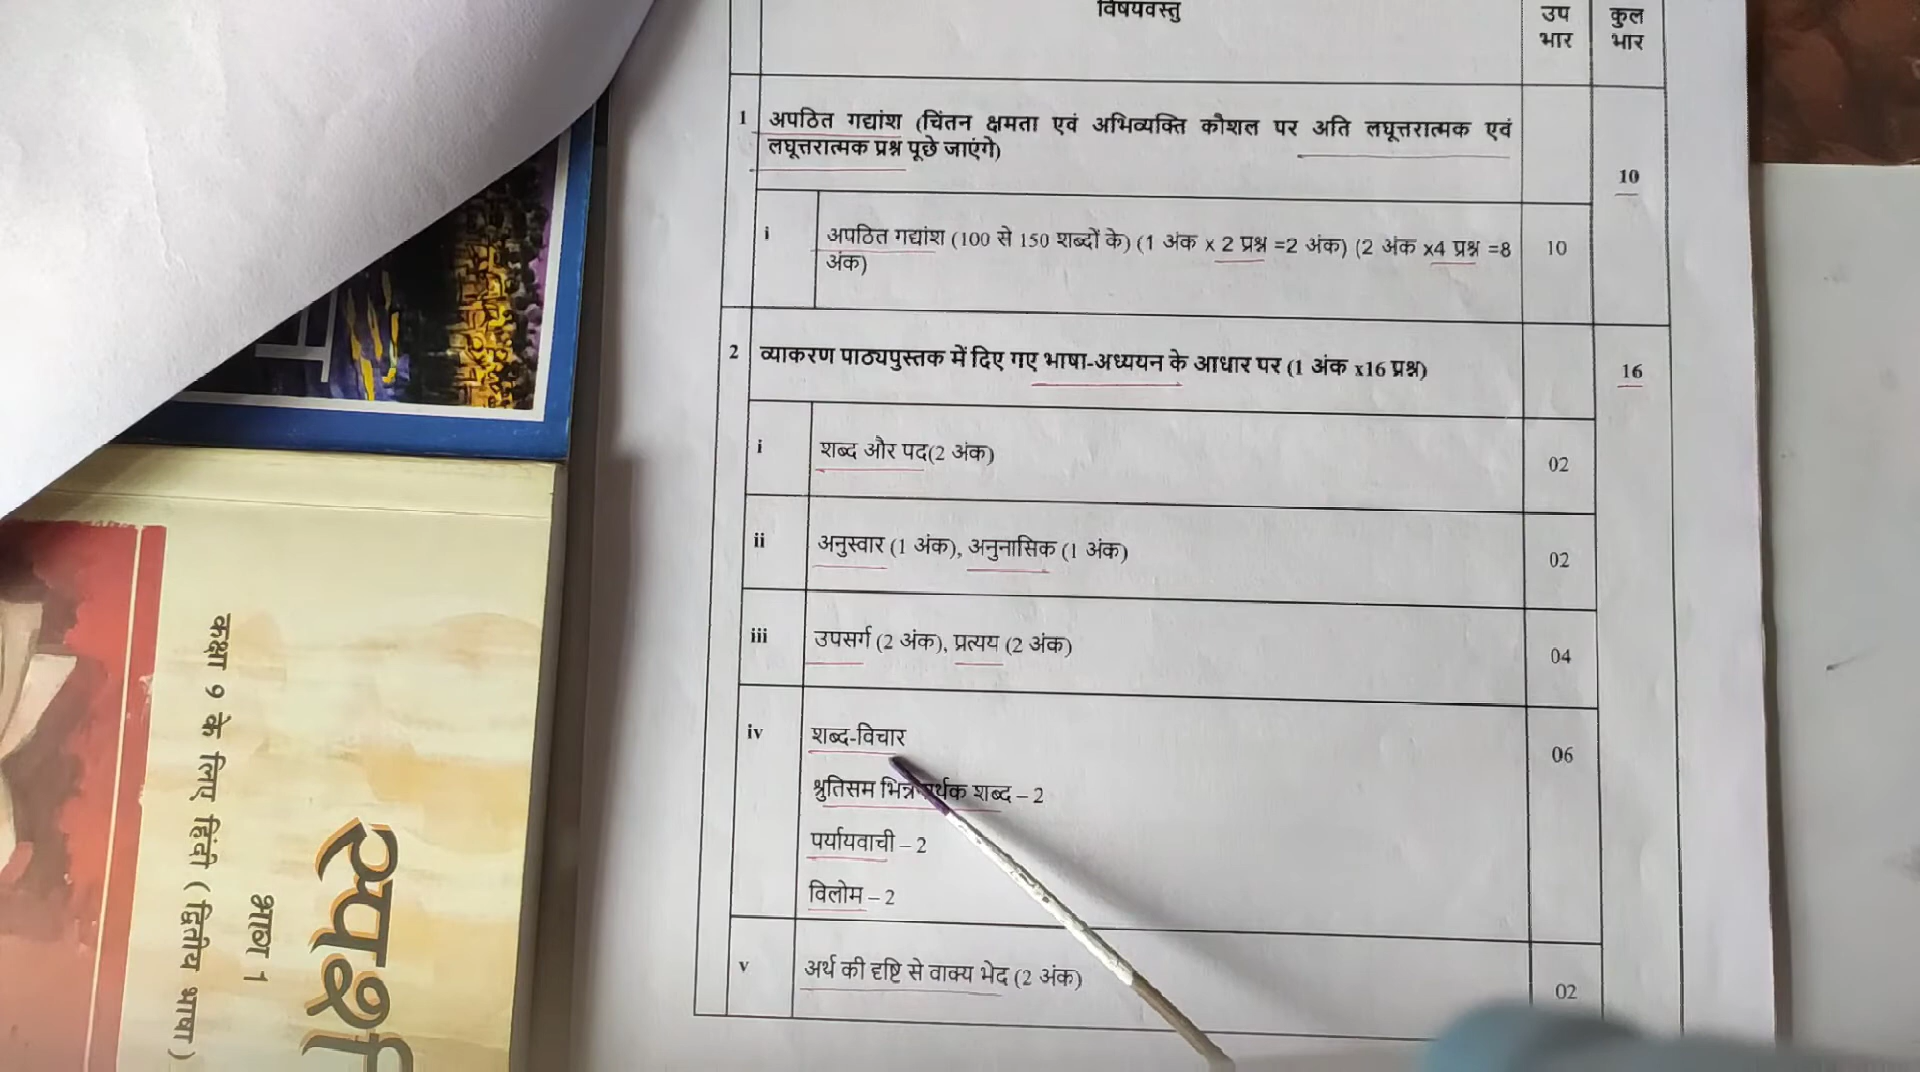 विषयवस्तु
उप भार
कुल भार
1 अपठित गद्यांश (चिंतन क्षमता एवं अभिव्यक्ति कौशल पर अति लघूत्तरात्मक एवं
लघूत्तरात्मक प्रश्न पूछे जाएंगे)
10
i अपठित गद्यांश (100 से 150 शब्दों के) (1 अंक x 2 प्रश्न =2 अंक) (2 अंक x4 प्रश्न =8
अंक)
10
2 व्याकरण पाठ्यपुस्तक में दिए गए भाषा-अध्ययन के आधार पर (1 अंक x16 प्रश्न)
16
i शब्द और पद(2 अंक)
02
ii अनुस्वार (1 अंक), अनुनासिक (1 अंक)
02
iii उपसर्ग (2 अंक), प्रत्यय (2 अंक)
04
iv शब्द-विचार
06
श्रुतिसम भिन्नार्थक शब्द – 2
पर्यायवाची – 2
विलोम – 2
v अर्थ की दृष्टि से वाक्य भेद (2 अंक)
02
कक्षा 9 के लिए हिंदी (द्वितीय भाषा)
भाग 1